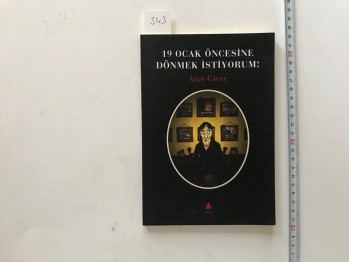 543
19 OCAK ÖNCESİNE
DÖNMEK İSTİYORUM!
Aret Gıcır